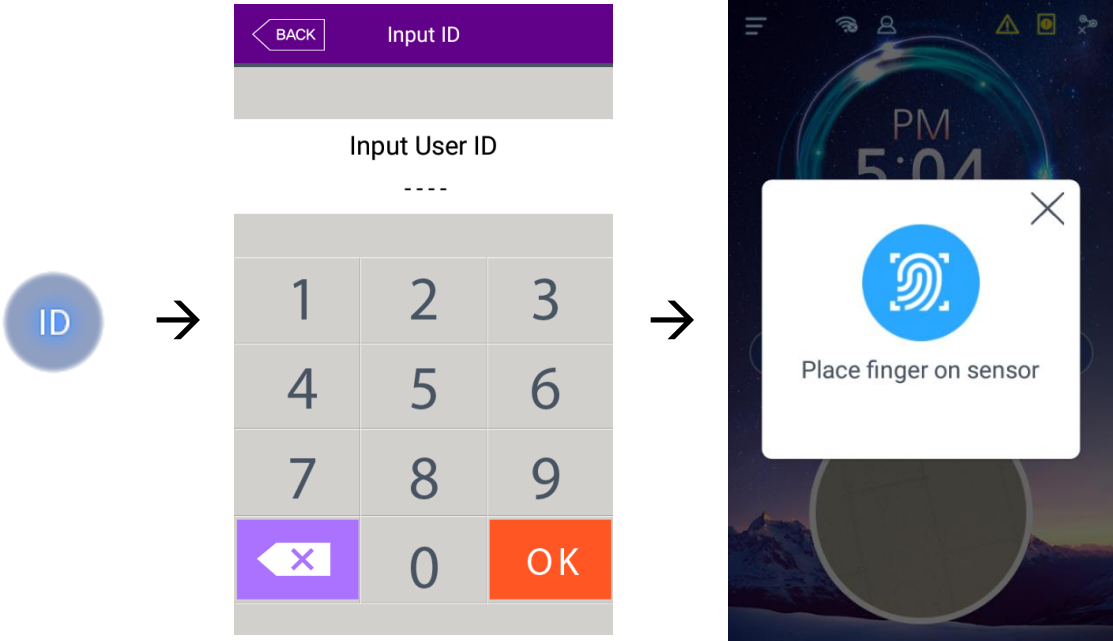 ID
BACK
Input ID
Input User ID
----
1 2 3
4 5 6
7 8 9
0 OK
PM
5:04
Place finger on sensor